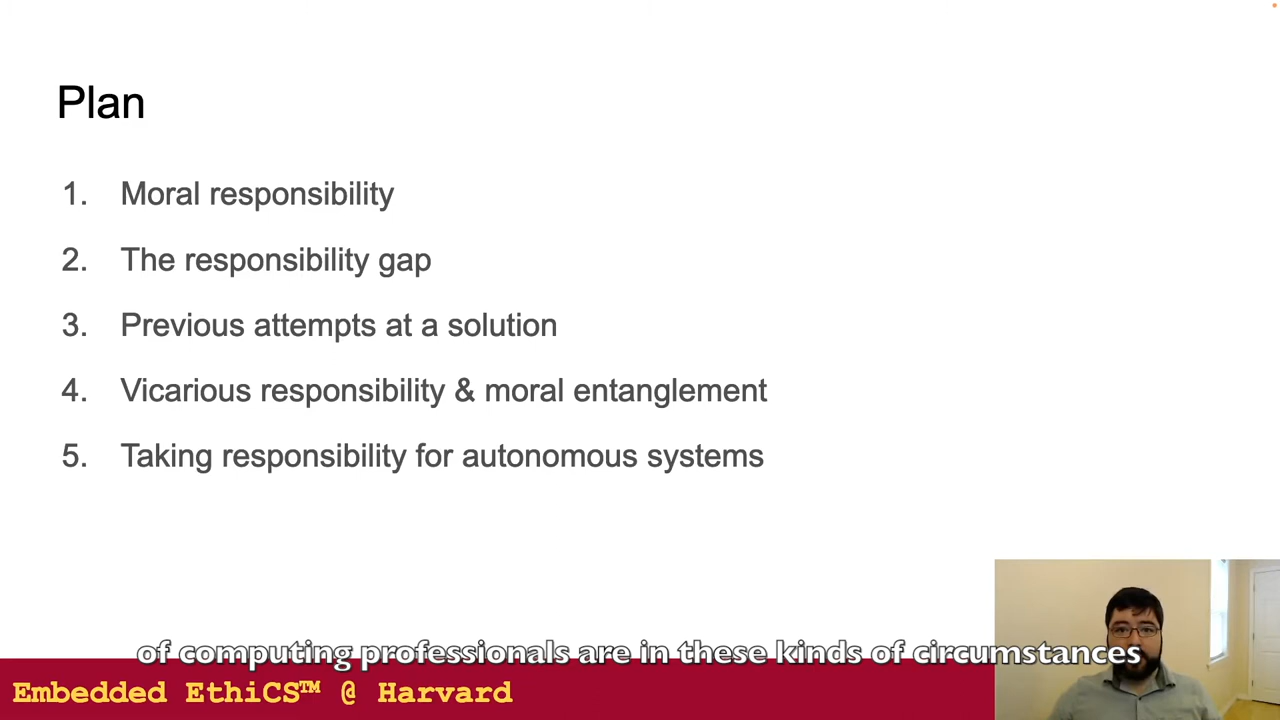 Plan
1. Moral responsibility
2. The responsibility gap
3. Previous attempts at a solution
4. Vicarious responsibility & moral entanglement
5. Taking responsibility for autonomous systems
of computing professionals are in these kinds of circumstances
Embedded EthiCS™ @ Harvard